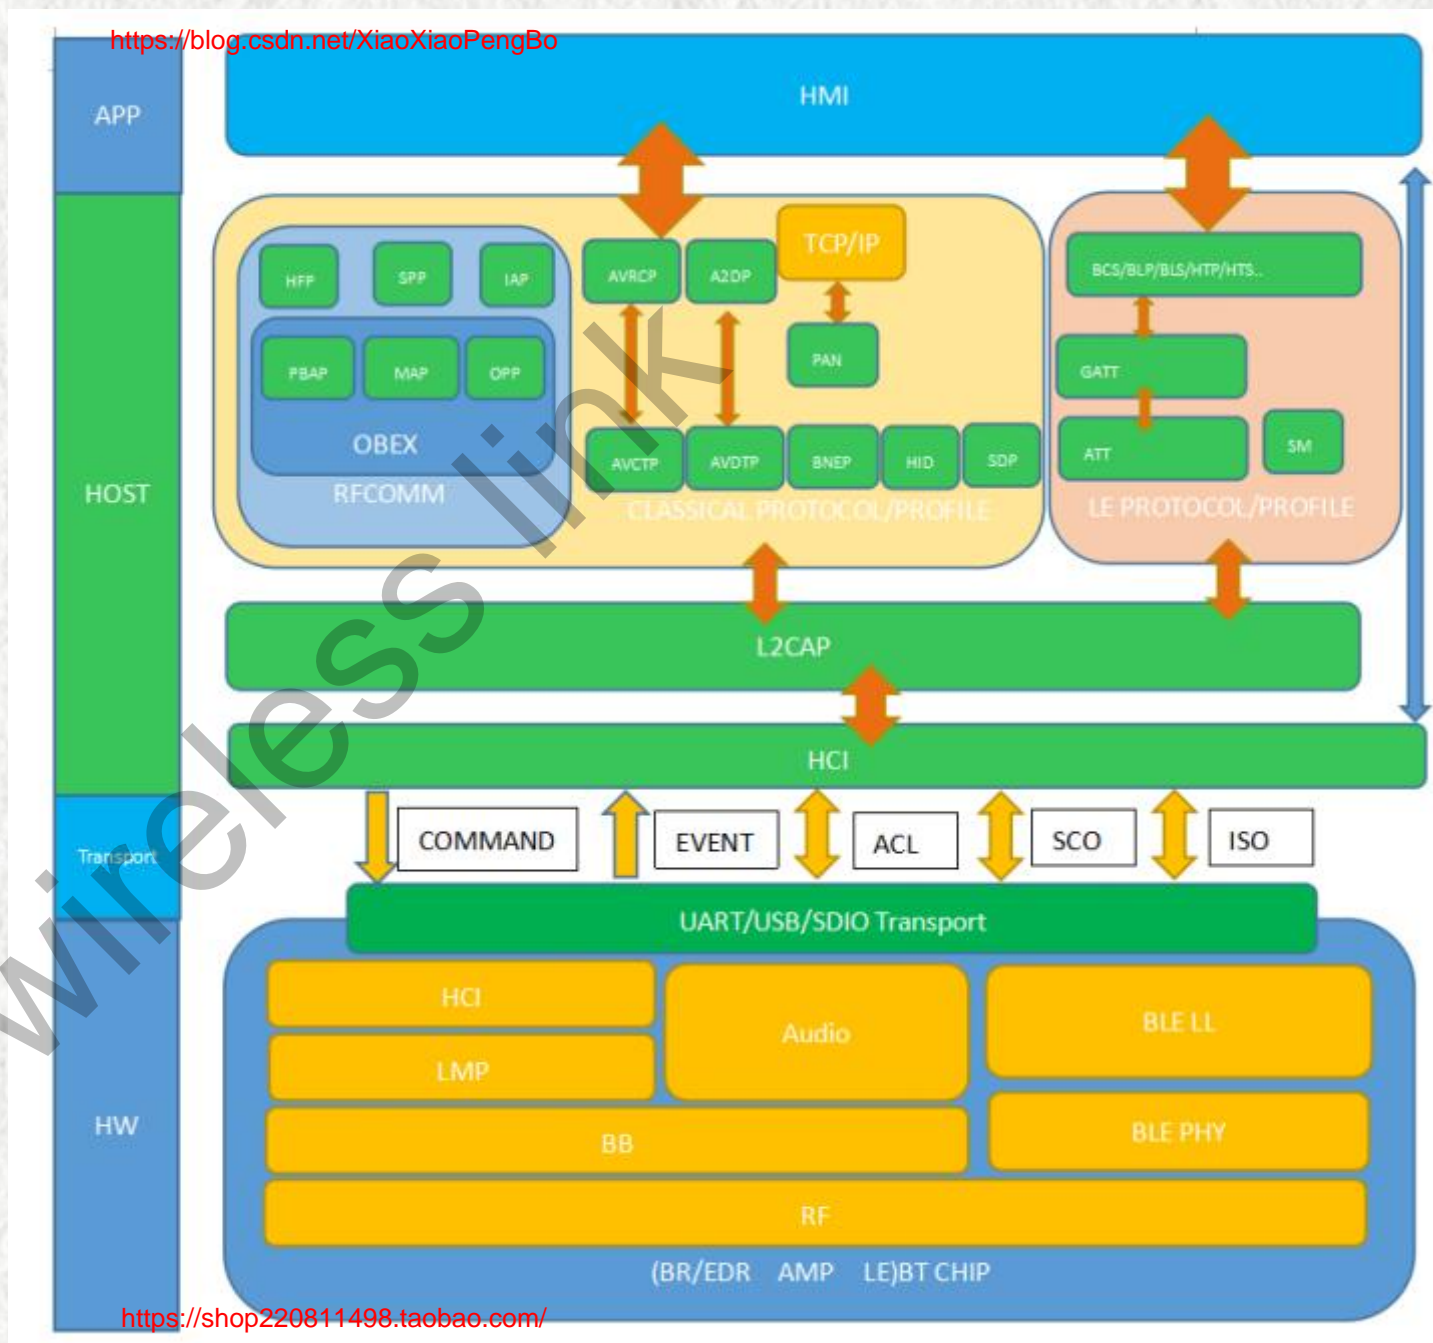 https://blog.csdn.net/XiaoXiaoPengBo
APP
HMI
HOST
HFP
SPP
IAP
PBAP
MAP
OPP
OBEX
RFCOMM
AVRCP
A2DP
TCP/IP
PAN
AVCTP
AVDTP
BNEP
HID
SDP
CLASSICAL PROTOCOL/PROFILE
BCS/BLP/BLS/HTP/HTS..
GATT
ATT
SM
LE PROTOCOL/PROFILE
L2CAP
HCI
Transport
COMMAND
EVENT
ACL
SCO
ISO
UART/USB/SDIO Transport
HW
HCI
Audio
BLE LL
LMP
BB
BLE PHY
RF
(BR/EDR AMP LE)BT CHIP
https://shop220811498.taobao.com/
wireless link